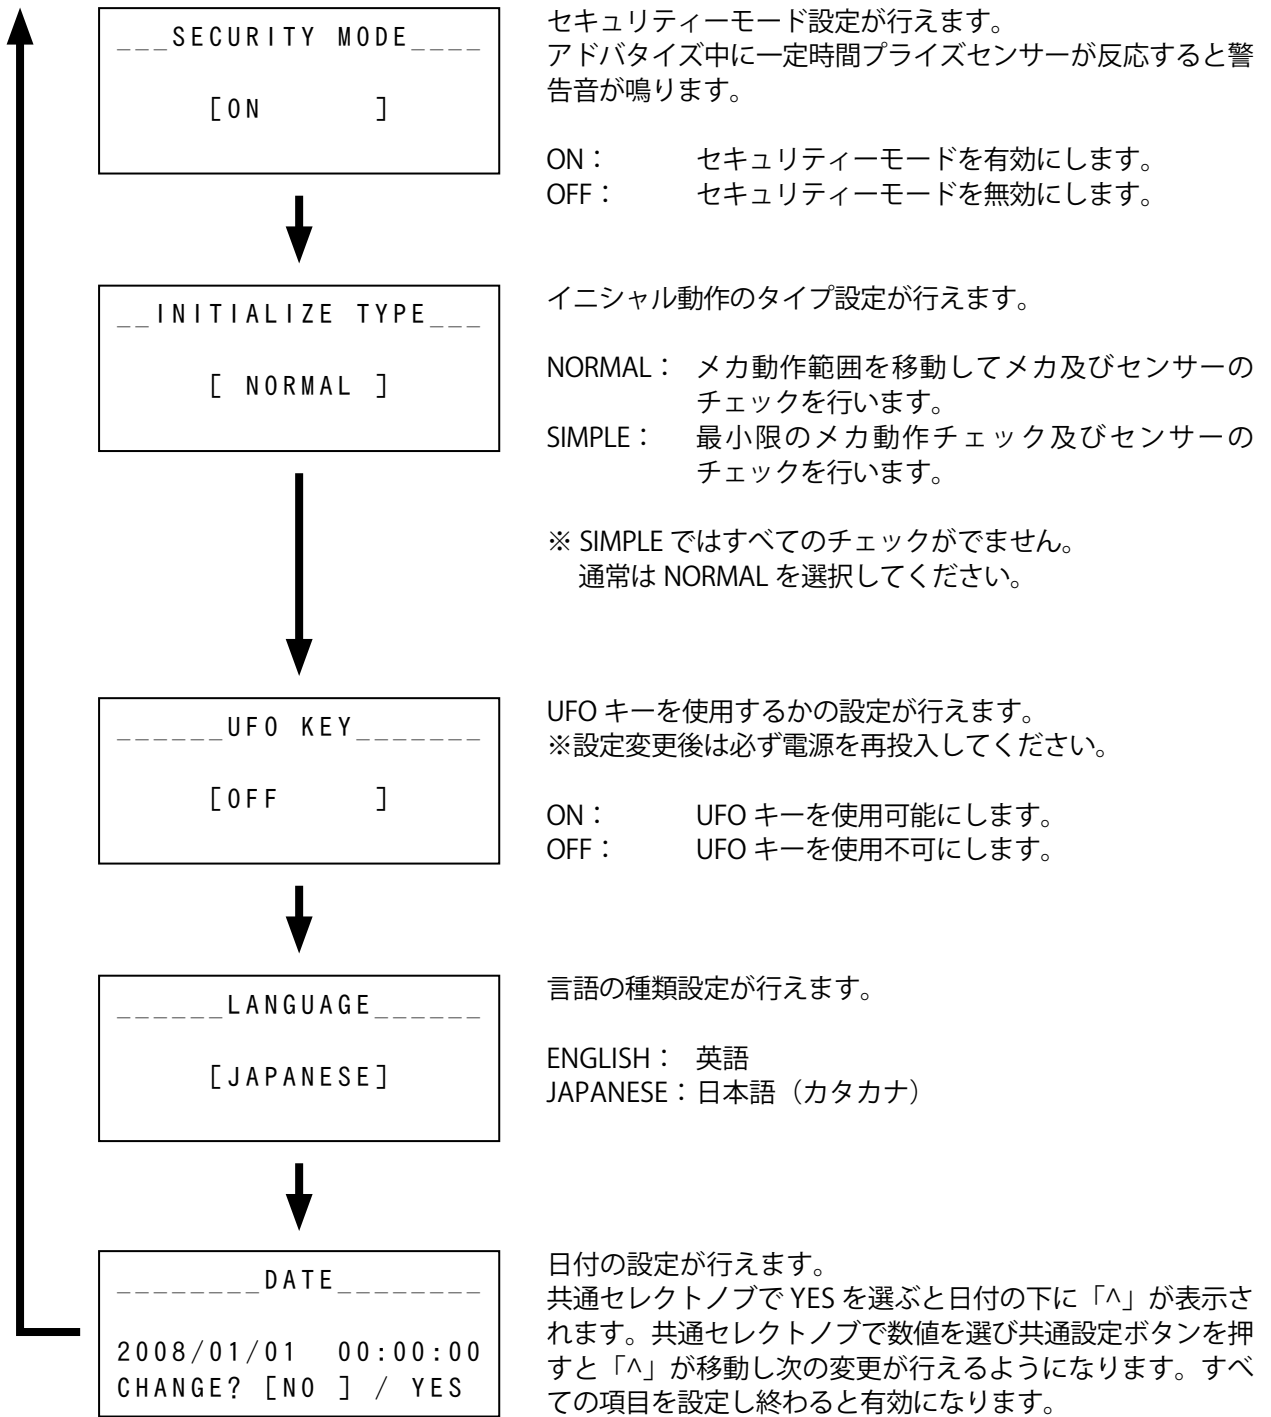 ___SECURITY MODE____
[ON      ]
セキュリティーモード設定が行えます。
アドバタイズ中に一定時間プライズセンサーが反応すると警
告音が鳴ります。
ON： セキュリティーモードを有効にします。
OFF： セキュリティーモードを無効にします。
__INITIALIZE TYPE___
[ NORMAL ]
イニシャル動作のタイプ設定が行えます。
NORMAL： メカ動作範囲を移動してメカ及びセンサーの
チェックを行います。
SIMPLE： 最小限のメカ動作チェック及びセンサーの
チェックを行います。
※ SIMPLE ではすべてのチェックがでません。
通常は NORMAL を選択してください。
______UFO KEY_______
[OFF     ]
UFO キーを使用するかの設定が行えます。
※設定変更後は必ず電源を再投入してください。
ON： UFO キーを使用可能にします。
OFF： UFO キーを使用不可にします。
______LANGUAGE______
[JAPANESE]
言語の種類設定が行えます。
ENGLISH： 英語
JAPANESE：日本語（カタカナ）
________DATE________
2008/01/01  00:00:00
CHANGE? [NO ] / YES
日付の設定が行えます。
共通セレクトノブで YES を選ぶと日付の下に「^」が表示さ
れます。共通セレクトノブで数値を選び共通設定ボタンを押
すと「^」が移動し次の変更が行えるようになります。すべ
ての項目を設定し終わると有効になります。